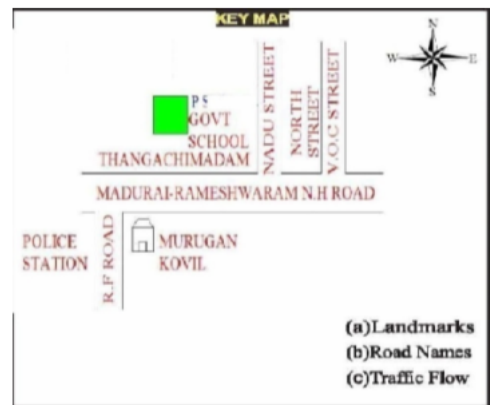 KEY MAP
N
W
E
S
P S
GOVT
SCHOOL
THANGACHIMADAM
NADU STREET
NORTH
STREET
V.O.C STREET
MADURAI-RAMESHWARAM N.H ROAD
POLICE
STATION
R.F ROAD
MURUGAN
KOVIL
(a)Landmarks
(b)Road Names
(c)Traffic Flow